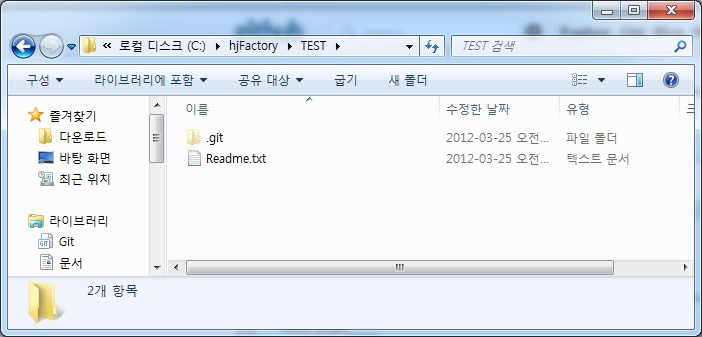 « 로컬 디스크 (C:) ▸ hjFactory ▸ TEST ▸
TEST 검색
구성 라이브러리에 포함 공유 대상 굽기 새 폴더
이름 수정한 날짜 유형
.git 2012-03-25 오전... 파일 폴더
Readme.txt 2012-03-25 오전... 텍스트 문서
즐겨찾기
다운로드
바탕 화면
최근 위치
라이브러리
Git
문서
2개 항목